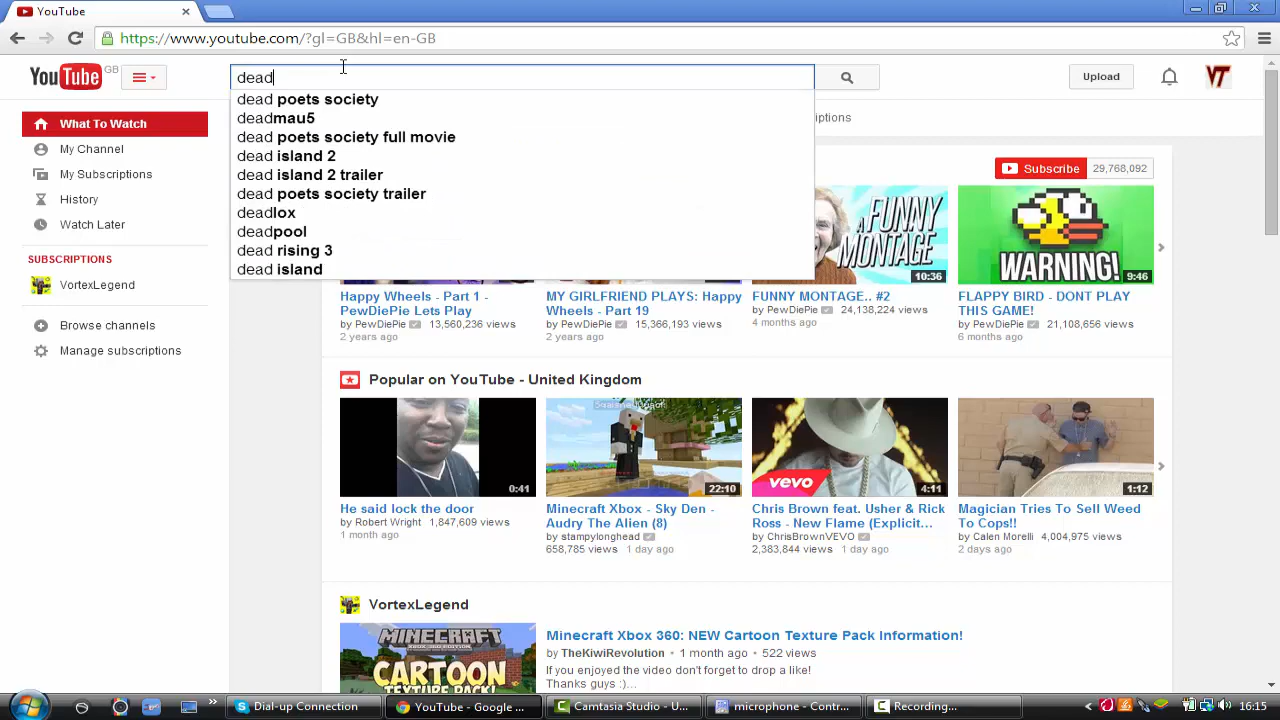 YouTube
https://www.youtube.com/?gl=GB&hl=en-GB
YouTube GB
dead
Upload
VT
dead poets society
deadmau5
dead poets society full movie
dead island 2
dead island 2 trailer
dead poets society trailer
deadlox
deadpool
dead rising 3
dead island
What To Watch
My Channel
My Subscriptions
History
Watch Later
SUBSCRIPTIONS
VortexLegend
Browse channels
Manage subscriptions
Subscribe 29,768,092
A FUNNY MONTAGE
10:36
WARNING!
9:46
Happy Wheels - Part 1 -
PewDiePie Lets Play
by PewDiePie 13,560,236 views
2 years ago
MY GIRLFRIEND PLAYS: Happy
Wheels - Part 19
by PewDiePie 15,366,193 views
2 years ago
FUNNY MONTAGE.. #2
by PewDiePie 24,138,224 views
4 months ago
FLAPPY BIRD - DONT PLAY
THIS GAME!
by PewDiePie 21,108,656 views
6 months ago
Popular on YouTube - United Kingdom
0:41
22:10
vevo
4:11
1:12
He said lock the door
by Robert Wright 1,847,609 views
1 month ago
Minecraft Xbox - Sky Den -
Audry The Alien (8)
by stampylonghead
658,785 views 1 day ago
Chris Brown feat. Usher & Rick
Ross - New Flame (Explicit...
by ChrisBrownVEVO
2,383,844 views 1 day ago
Magician Tries To Sell Weed
To Cops!!
by Calen Morelli 4,004,975 views
2 days ago
VortexLegend
MINECRAFT
XBOX 360
CARTOON
TEXTURE PACK!
Minecraft Xbox 360: NEW Cartoon Texture Pack Information!
by TheKiwiRevolution 1 month ago 522 views
If you enjoyed the video don't forget to drop a like!
Thanks guys :)...
Dial-up Connection
YouTube - Google ...
Camtasia Studio - U...
microphone - Contr...
Recording...
16:15